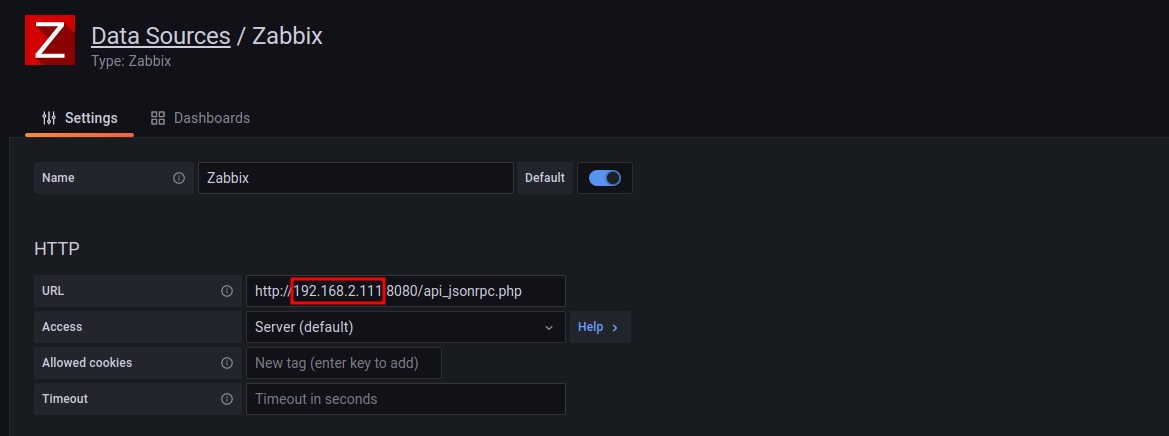 Z
Data Sources / Zabbix
Type: Zabbix
Settings
Dashboards
Name
Zabbix
Default
HTTP
URL
http://192.168.2.111:8080/api_jsonrpc.php
Access
Server (default)
Help
Allowed cookies
New tag (enter key to add)
Timeout
Timeout in seconds